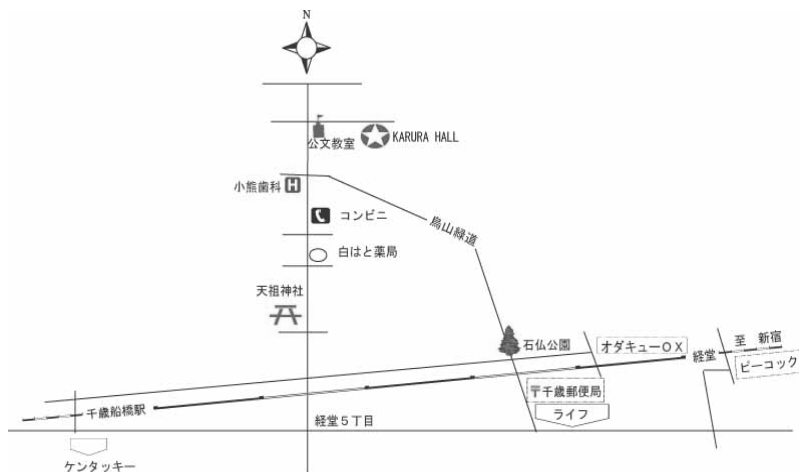 N
公文教室
KARURA HALL
小熊歯科
H
コンビニ
烏山緑道
白はと薬局
天祖神社
石仏公園
オダキューOX
経堂
至 新宿
ピーコック
〒千歳郵便局
ライフ
千歳船橋駅
経堂5丁目
ケンタッキー